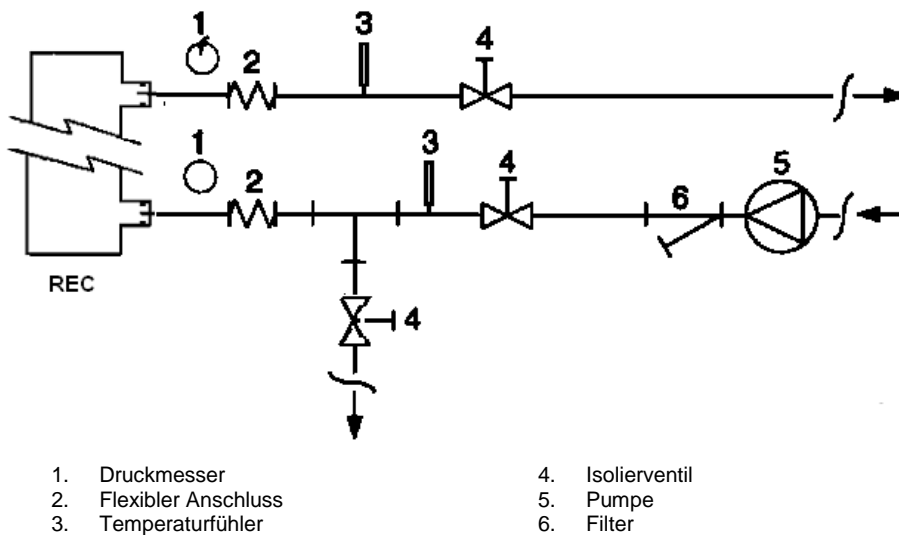 1
2
3
4
1
2
3
4
5
6
REC
4
1. Druckmesser
2. Flexibler Anschluss
3. Temperaturfühler
4. Isolierventil
5. Pumpe
6. Filter